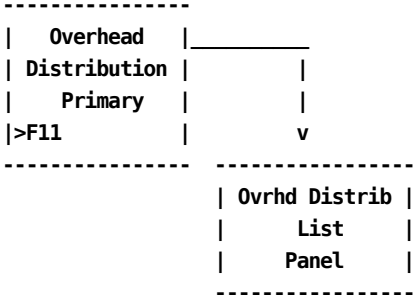 Overhead
Distribution
Primary
>F11
v
Ovrhd Distrib
List
Panel